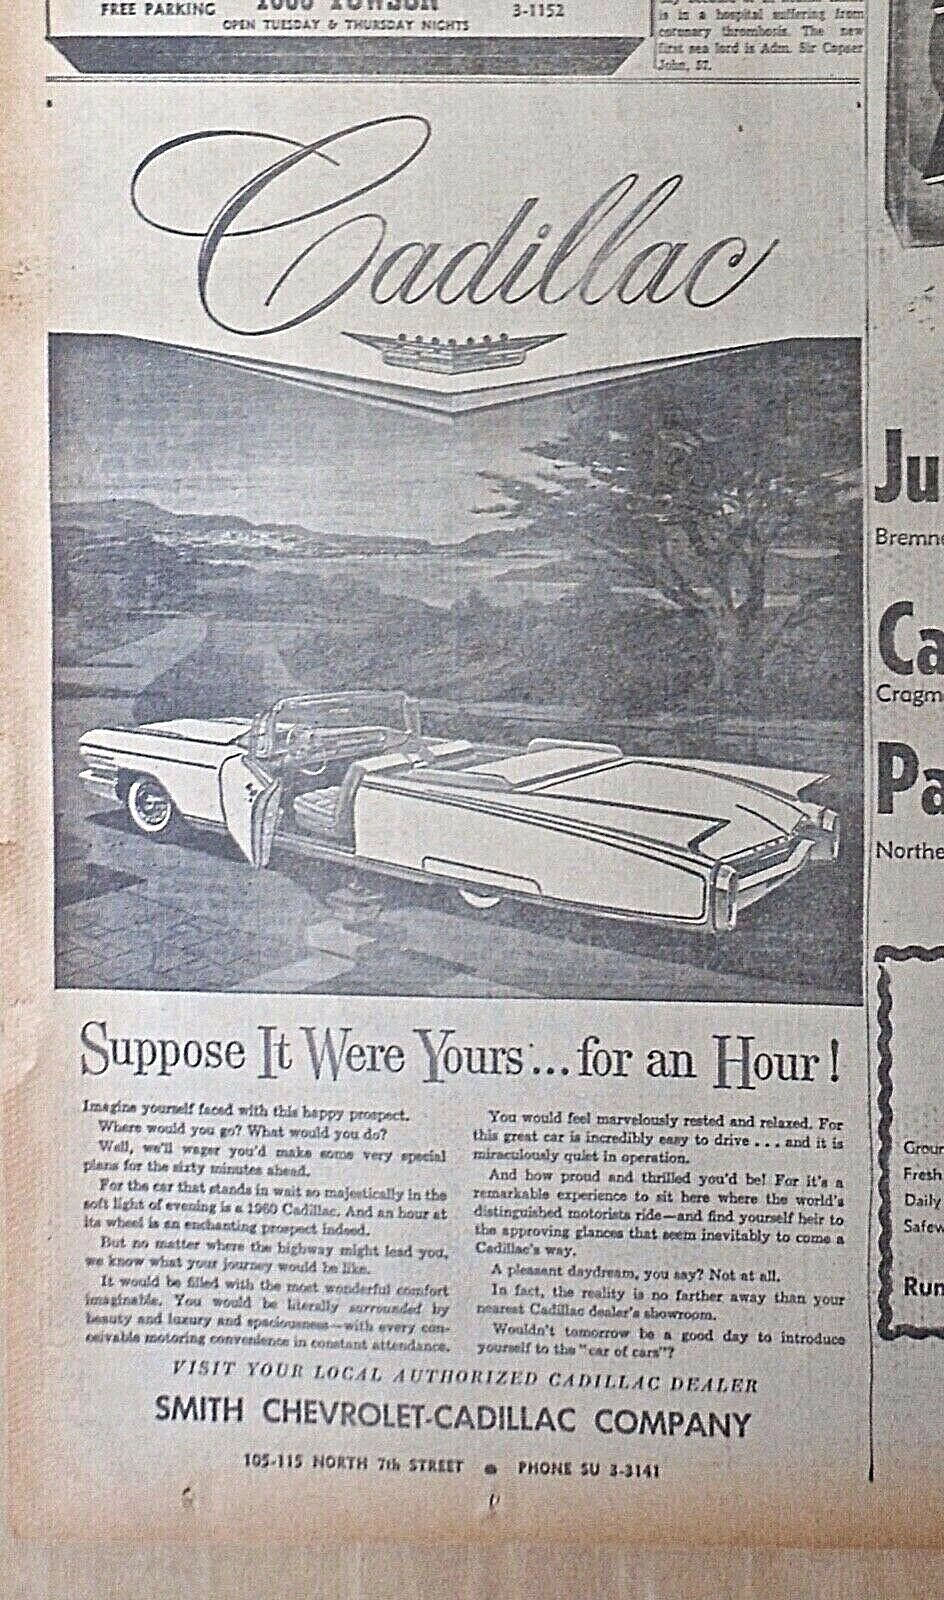 FREE PARKING
1000 TOWSON
3-1152
OPEN TUESDAY & THURSDAY NIGHTS
is in a hospital suffering from
coronary thrombosis. The new
first sea lord is Adm. Sir Casper
John, 57.
Cadillac
Suppose It Were Yours... for an Hour!
Imagine yourself faced with this happy prospect.
Where would you go? What would you do?
Well, we'll wager you'd make some very special
plans for the sixty minutes ahead.
For the car that stands in wait so majestically in the
soft light of evening is a 1960 Cadillac. And an hour at
its wheel is an enchanting prospect indeed.
But no matter where the highway might lead you,
we know what your journey would be like.
It would be filled with the most wonderful comfort
imaginable. You would be literally surrounded by
beauty and luxury and spaciousness—with every con-
ceivable motoring convenience in constant attendance.
You would feel marvelously rested and relaxed. For
this great car is incredibly easy to drive . . . and it is
miraculously quiet in operation.
And how proud and thrilled you'd be! For it's a
remarkable experience to sit here where the world's
distinguished motorists ride—and find yourself heir to
the approving glances that seem inevitably to come a
Cadillac's way.
A pleasant daydream, you say? Not at all.
In fact, the reality is no farther away than your
nearest Cadillac dealer's showroom.
Wouldn't tomorrow be a good day to introduce
yourself to the "car of cars"?
VISIT YOUR LOCAL AUTHORIZED CADILLAC DEALER
SMITH CHEVROLET-CADILLAC COMPANY
105-115 NORTH 7th STREET • PHONE SU 3-3141
Ju
Bremne
Ca
Cragm
Pa
Northe
Groun
Fresh
Daily
Safew
Run